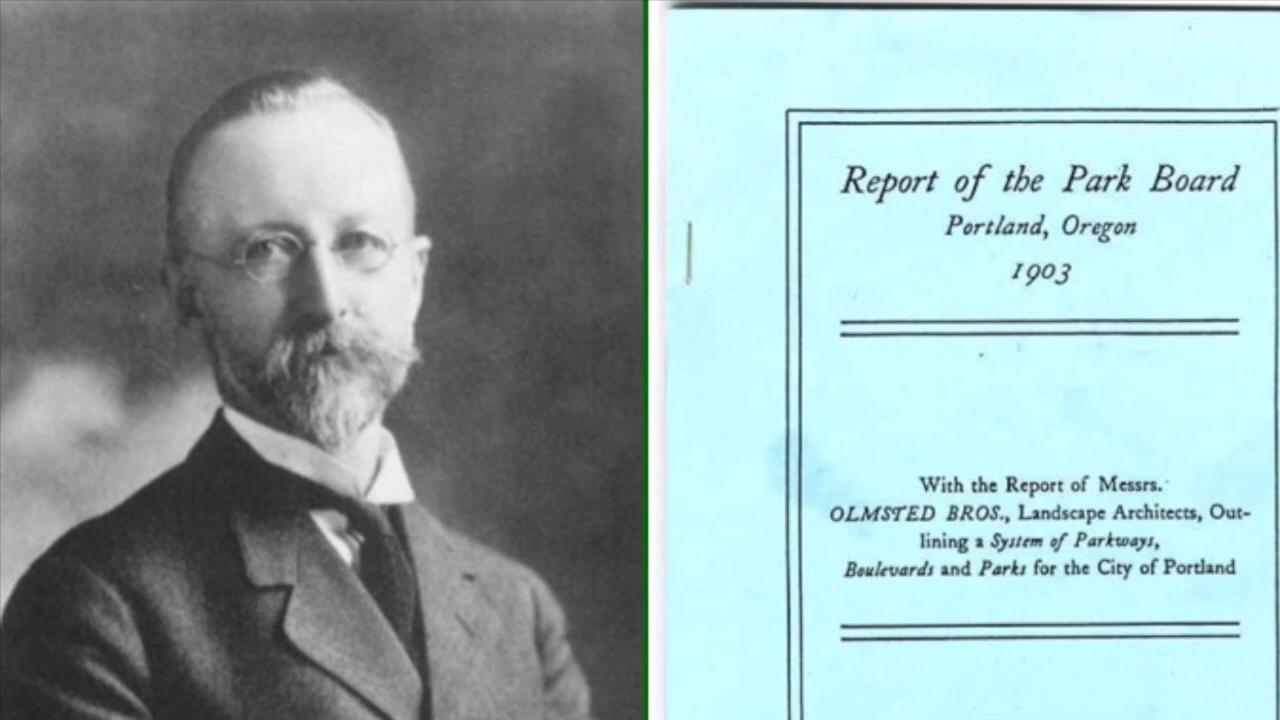 Report of the Park Board
Portland, Oregon
1903
With the Report of Messrs.
OLMSTED BROS., Landscape Architects, Out-
lining a System of Parkways,
Boulevards and Parks for the City of Portland